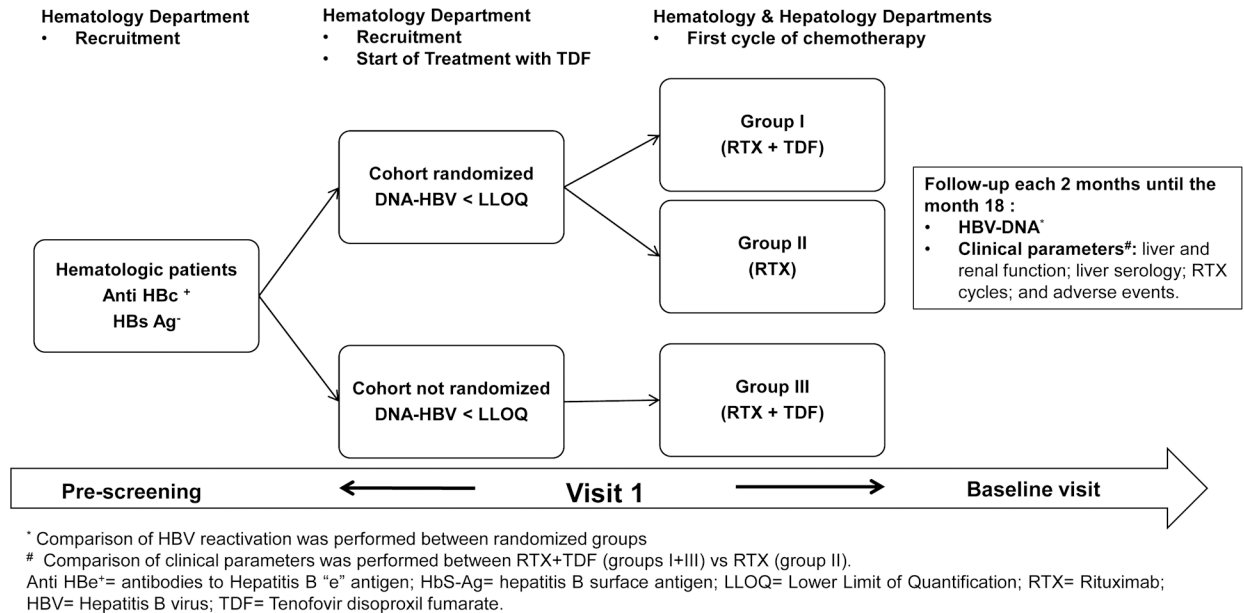 Hematology Department
• Recruitment
Hematology Department
• Recruitment
• Start of Treatment with TDF
Hematology & Hepatology Departments
• First cycle of chemotherapy
Hematologic patients
Anti HBc +
HBs Ag-
Cohort randomized
DNA-HBV < LLOQ
Cohort not randomized
DNA-HBV < LLOQ
Group I
(RTX + TDF)
Group II
(RTX)
Group III
(RTX + TDF)
Follow-up each 2 months until the
month 18 :
• HBV-DNA*
• Clinical parameters#: liver and
renal function; liver serology; RTX
cycles; and adverse events.
Pre-screening
Visit 1
Baseline visit
* Comparison of HBV reactivation was performed between randomized groups
# Comparison of clinical parameters was performed between RTX+TDF (groups I+III) vs RTX (group II).
Anti HBe+= antibodies to Hepatitis B “e” antigen; HbS-Ag= hepatitis B surface antigen; LLOQ= Lower Limit of Quantification; RTX= Rituximab;
HBV= Hepatitis B virus; TDF= Tenofovir disoproxil fumarate.